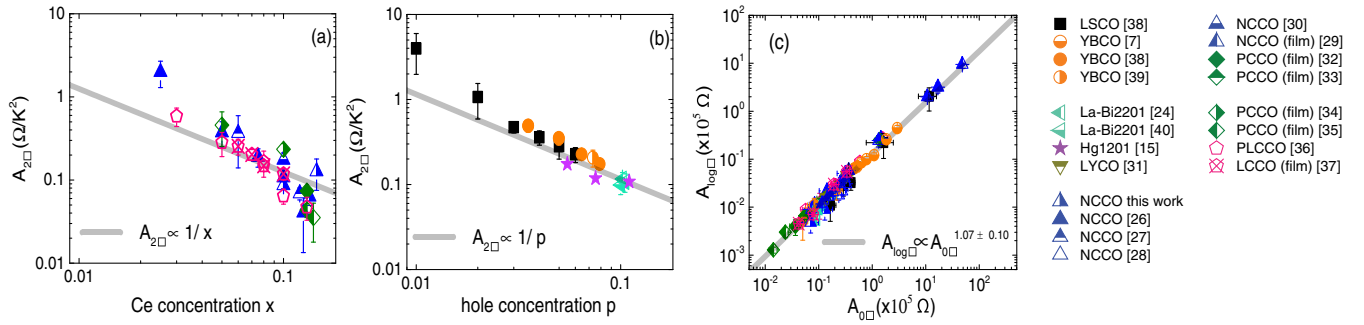 (a)
10
1
0.1
0.01
0.1
A2□(Ω/K²)
A2□ ∝ 1/ x
Ce concentration x
(b)
10
1
0.1
0.01
0.01
0.1
A2□(Ω/K²)
A2□ ∝ 1/ p
hole concentration p
(c)
10¹
10⁰
10⁻¹
10⁻²
10⁻³
10⁻²
10⁻¹
10⁰
10¹
10²
Alog□(x10⁵ Ω)
Alog□∝A0□ 1.07 ± 0.10
A0□(x10⁵ Ω)
LSCO [38]
YBCO [7]
YBCO [38]
YBCO [39]
La-Bi2201 [24]
La-Bi2201 [40]
Hg1201 [15]
LYCO [31]
NCCO this work
NCCO [26]
NCCO [27]
NCCO [28]
NCCO [30]
NCCO (film) [29]
PCCO (film) [32]
PCCO (film) [33]
PCCO (film) [34]
PCCO (film) [35]
PLCCO [36]
LCCO (film) [37]